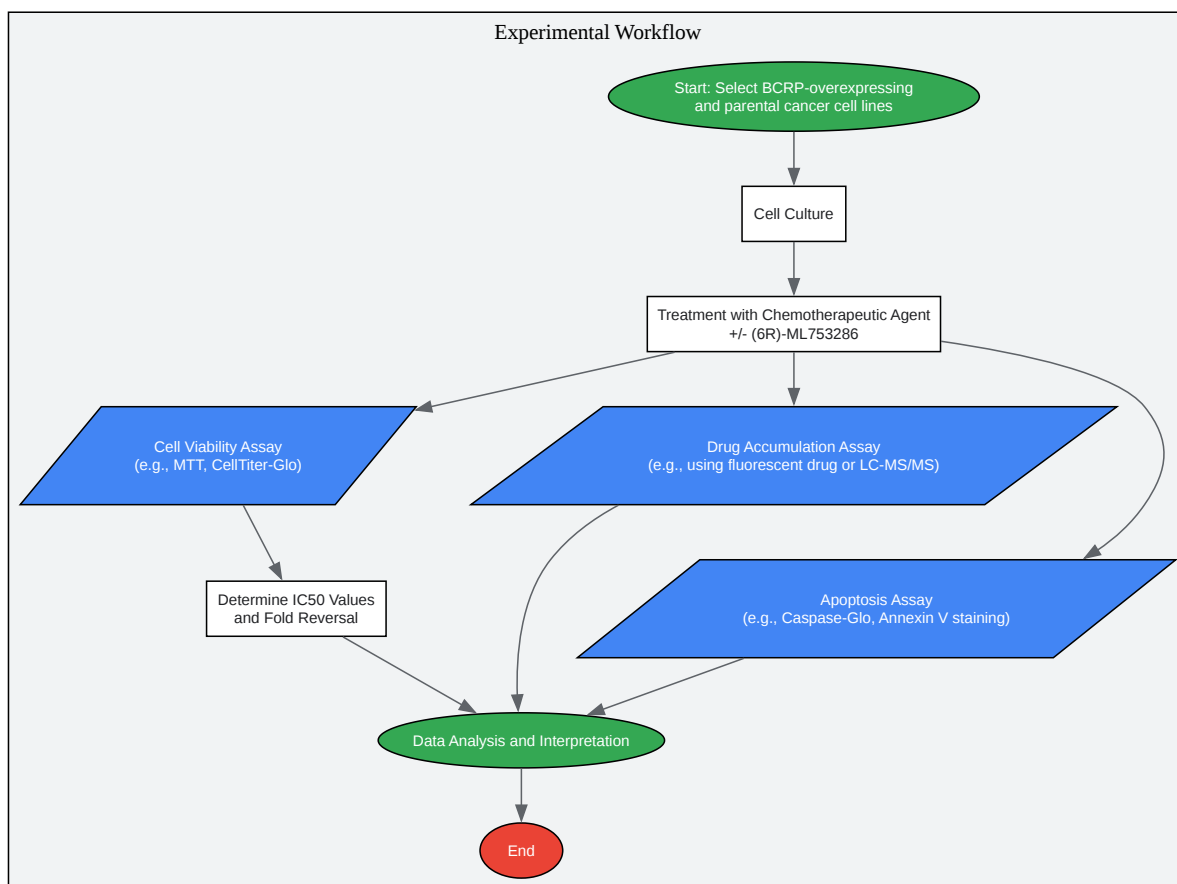 Experimental Workflow
Start: Select BCRP-overexpressing
and parental cancer cell lines
Cell Culture
Treatment with Chemotherapeutic Agent
+/- (6R)-ML753286
Cell Viability Assay
(e.g., MTT, CellTiter-Glo)
Drug Accumulation Assay
(e.g., using fluorescent drug or LC-MS/MS)
Determine IC50 Values
and Fold Reversal
Apoptosis Assay
(e.g., Caspase-Glo, Annexin V staining)
Data Analysis and Interpretation
End